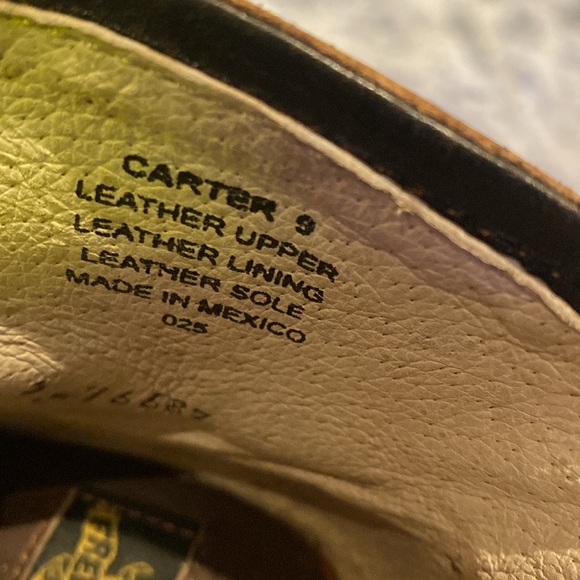 CARTER 9
LEATHER UPPER
LEATHER LINING
LEATHER SOLE
MADE IN MEXICO
025